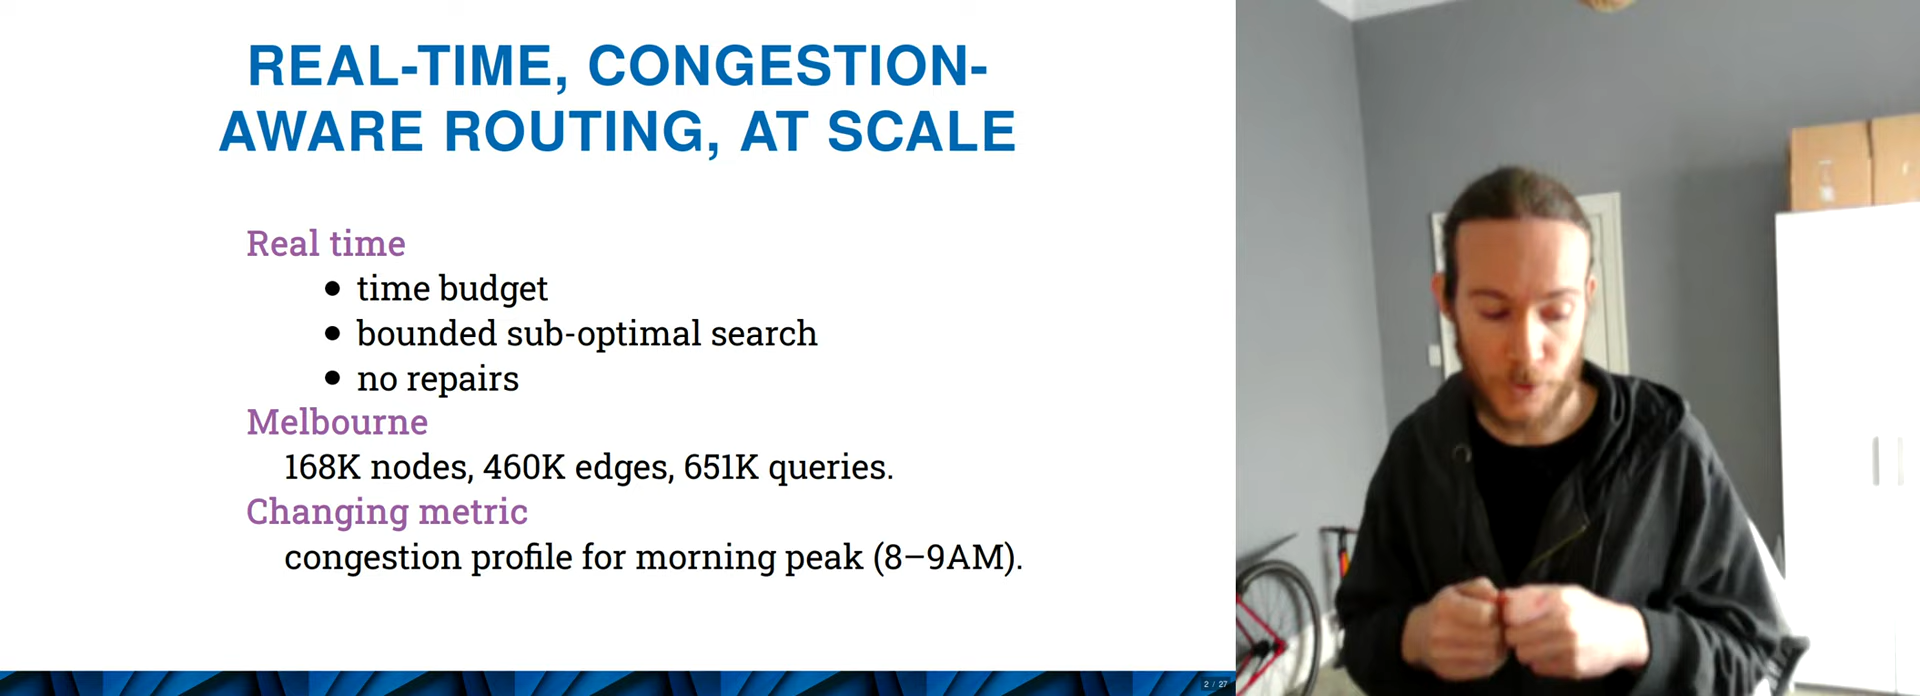 REAL-TIME, CONGESTION-
AWARE ROUTING, AT SCALE
Real time
● time budget
● bounded sub-optimal search
● no repairs
Melbourne
168K nodes, 460K edges, 651K queries.
Changing metric
congestion profile for morning peak (8–9AM).
2 / 27